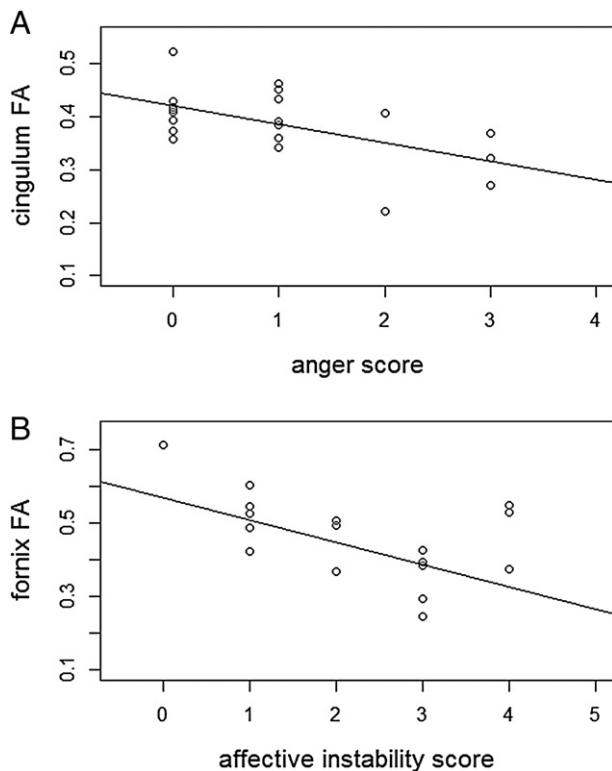 A
cingulum FA
0.5
0.4
0.3
0.2
0.1
0 1 2 3 4
anger score
B
fornix FA
0.7
0.5
0.3
0.1
0 1 2 3 4 5
affective instability score